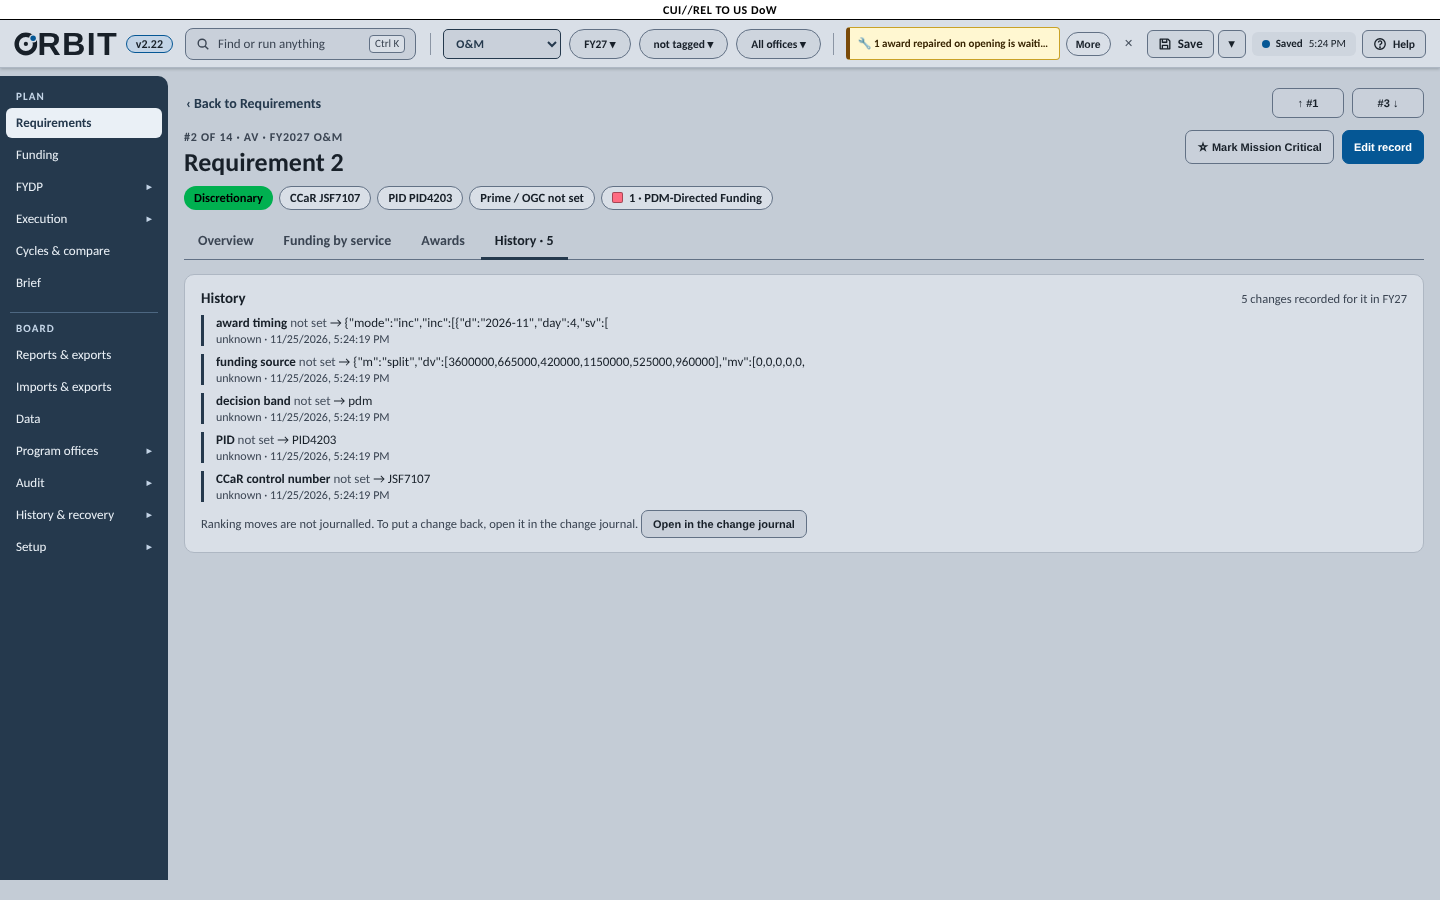 CUI//REL TO US DoW
ORBIT v2.22 Find or run anything Ctrl K O&M FY27 ▾ not tagged ▾ All offices ▾ 🔧 1 award repaired on opening is waiti... More × Save ▾ Saved 5:24 PM Help
PLAN
Requirements
Funding
FYDP ▸
Execution ▸
Cycles & compare
Brief
BOARD
Reports & exports
Imports & exports
Data
Program offices ▸
Audit ▸
History & recovery ▸
Setup ▸
‹ Back to Requirements
↑ #1 #3 ↓
#2 OF 14 · AV · FY2027 O&M
Requirement 2
☆ Mark Mission Critical Edit record
Discretionary CCaR JSF7107 PID PID4203 Prime / OGC not set 1 · PDM-Directed Funding
Overview Funding by service Awards History · 5
History 5 changes recorded for it in FY27
award timing not set → {"mode":"inc","inc":[{"d":"2026-11","day":4,"sv":[
unknown · 11/25/2026, 5:24:19 PM
funding source not set → {"m":"split","dv":[3600000,665000,420000,1150000,525000,960000],"mv":[0,0,0,0,0,
unknown · 11/25/2026, 5:24:19 PM
decision band not set → pdm
unknown · 11/25/2026, 5:24:19 PM
PID not set → PID4203
unknown · 11/25/2026, 5:24:19 PM
CCaR control number not set → JSF7107
unknown · 11/25/2026, 5:24:19 PM
Ranking moves are not journalled. To put a change back, open it in the change journal. Open in the change journal